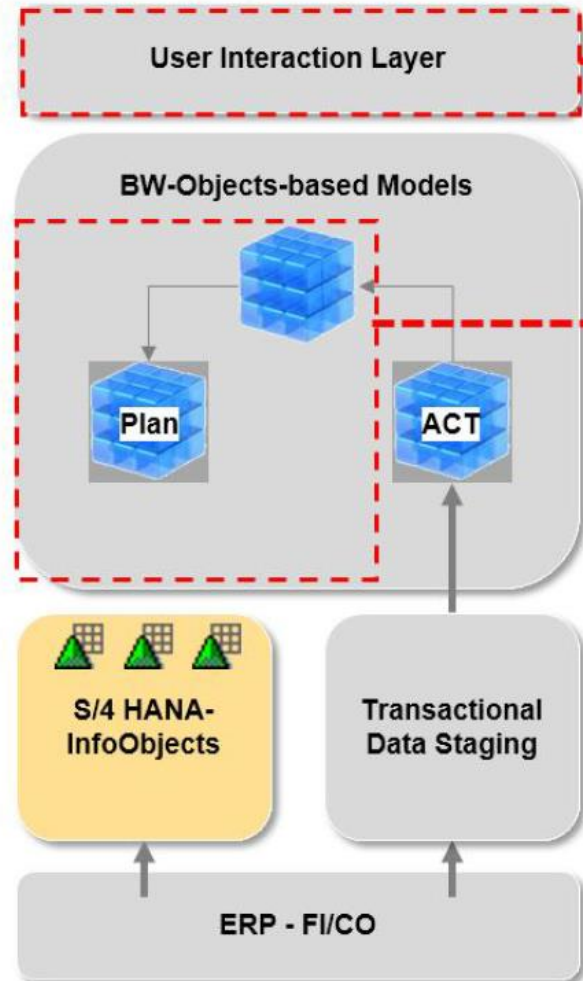 User Interaction Layer
BW-Objects-based Models
Plan
ACT
S/4 HANA-
InfoObjects
Transactional
Data Staging
ERP - FI/CO